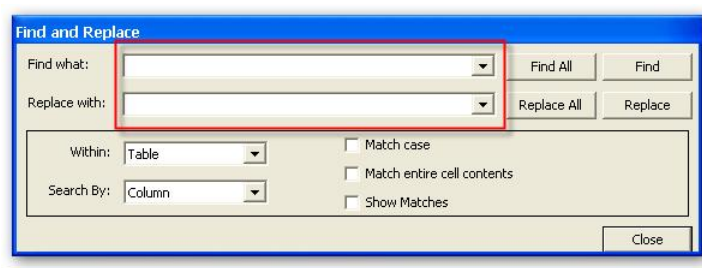 Find and Replace
Find what: Find All Find
Replace with: Replace All Replace
Within: Table Match case
Match entire cell contents
Search By: Column Show Matches
Close